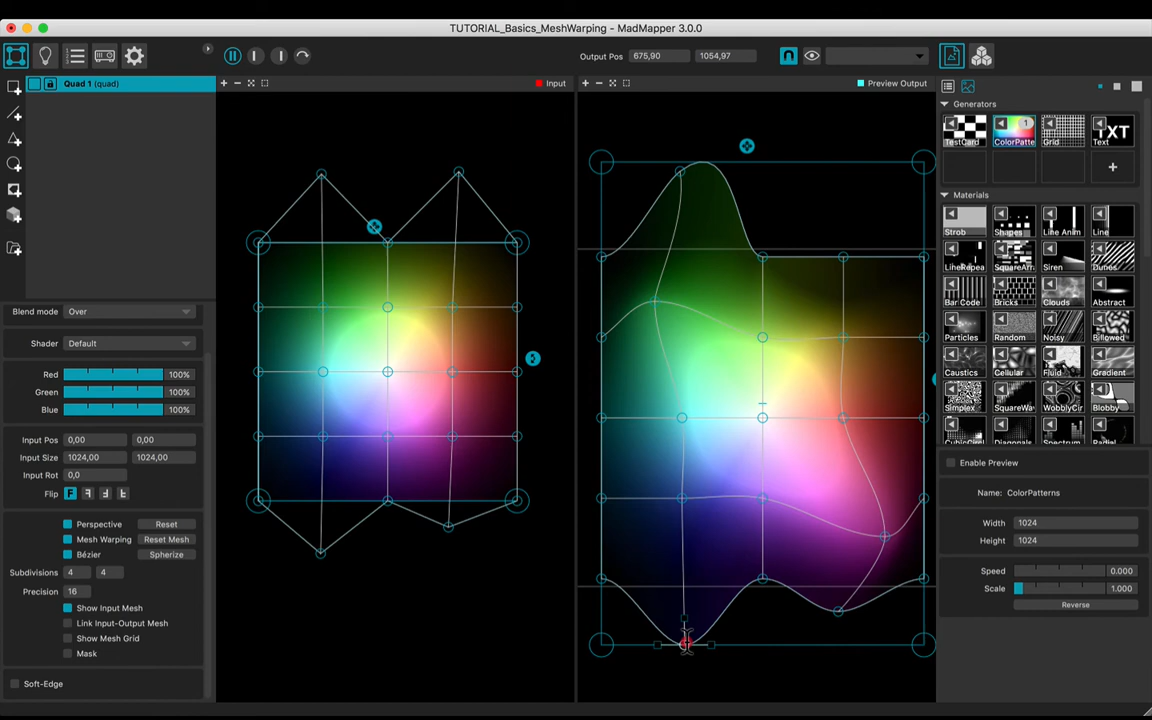 TUTORIAL_Basics_MeshWarping - MadMapper 3.0.0
Output Pos 675,90 1054,97
Quad 1 (quad)
Input
Preview Output
Generators
TestCard ColorPatte 1 Grid Text
TXT
Materials
Strob Shapes Line Anim Line
LineRepea SquareArra Siren Dunes
Bar Code Bricks Clouds Abstract
Particles Random Noisy Billowed
Caustics Cellular Fluid Gradient
Simplex SquareWa WobblyCir Blobby
CubicCircl Diagonals Spectrum Radial
Blend mode Over
Shader Default
Red 100%
Green 100%
Blue 100%
Input Pos 0,00 0,00
Input Size 1024,00 1024,00
Input Rot 0,0
Flip
Perspective Reset
Mesh Warping Reset Mesh
Bézier Spherize
Subdivisions 4 4
Precision 16
Show Input Mesh
Link Input-Output Mesh
Show Mesh Grid
Mask
Soft-Edge
Enable Preview
Name: ColorPatterns
Width 1024
Height 1024
Speed 0.000
Scale 1.000
Reverse